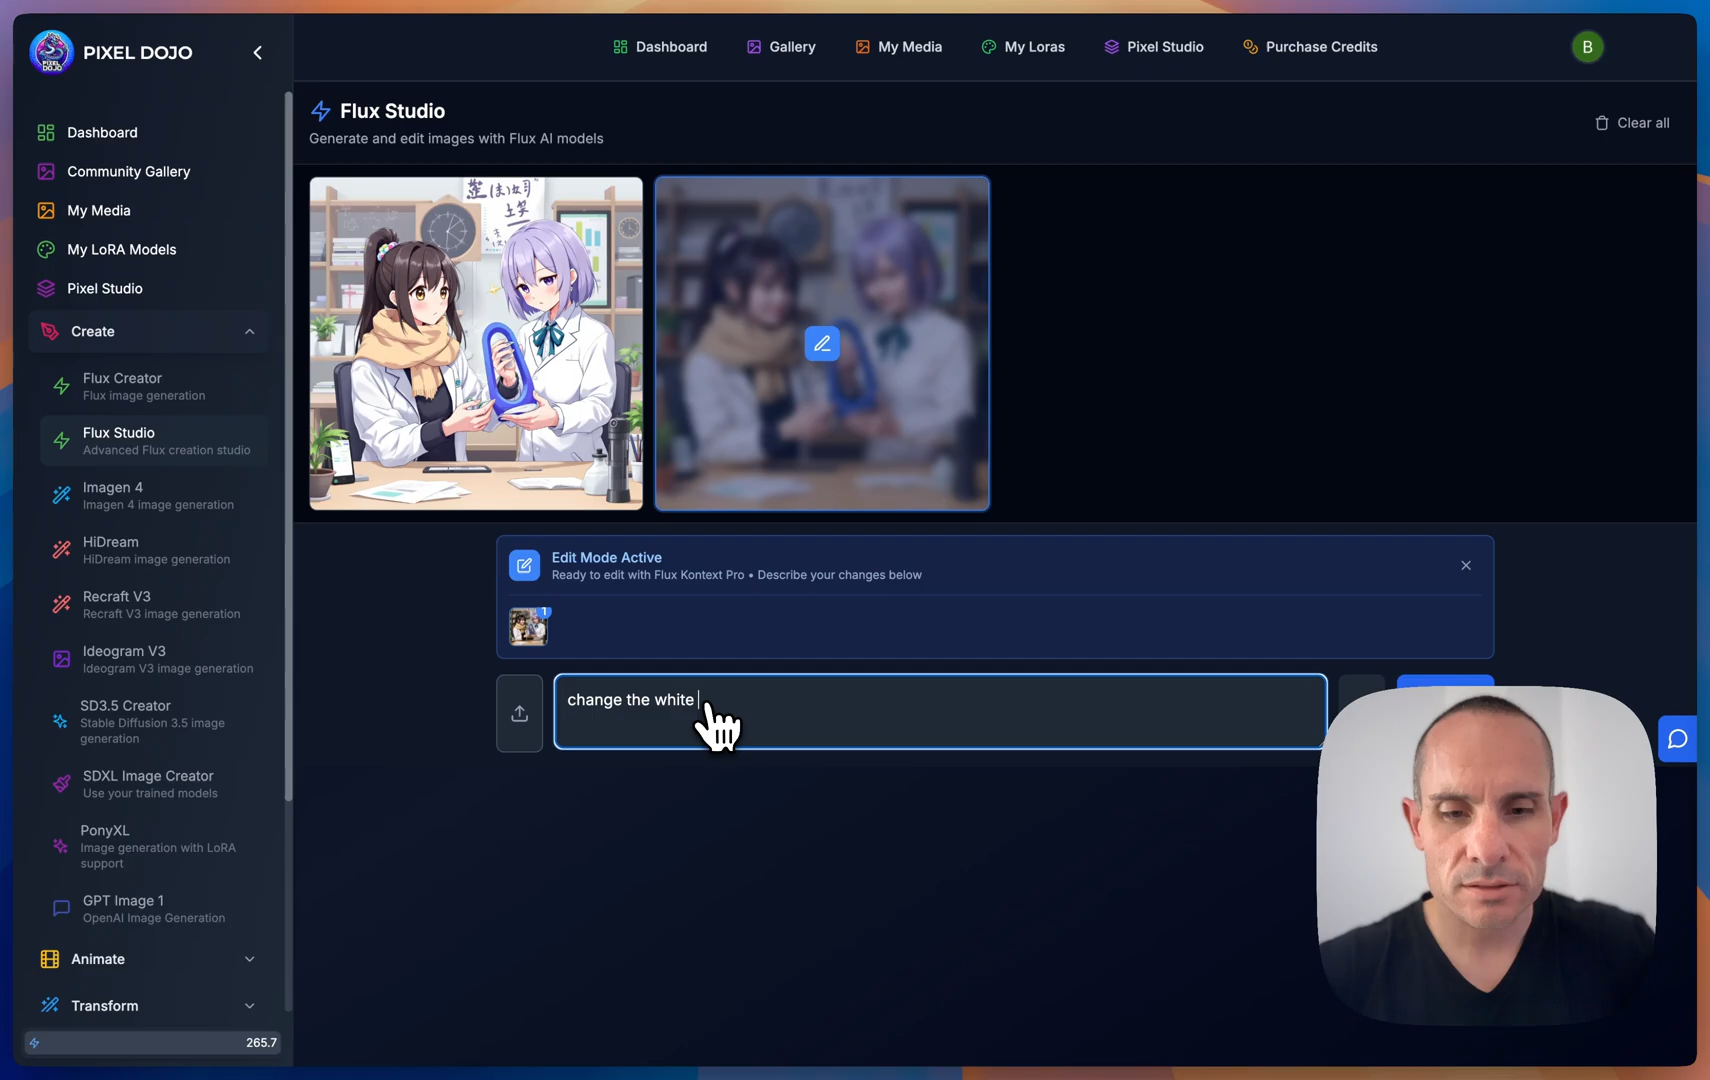 PIXEL DOJO
Dashboard
Gallery
My Media
My Loras
Pixel Studio
Purchase Credits
B
Dashboard
Community Gallery
My Media
My LoRA Models
Pixel Studio
Create
Flux Creator
Flux image generation
Flux Studio
Advanced Flux creation studio
Imagen 4
Imagen 4 image generation
HiDream
HiDream image generation
Recraft V3
Recraft V3 image generation
Ideogram V3
Ideogram V3 image generation
SD3.5 Creator
Stable Diffusion 3.5 image
generation
SDXL Image Creator
Use your trained models
PonyXL
Image generation with LoRA
support
GPT Image 1
OpenAI Image Generation
Animate
Transform
265.7
Flux Studio
Generate and edit images with Flux AI models
Clear all
Edit Mode Active
Ready to edit with Flux Kontext Pro • Describe your changes below
1
change the white